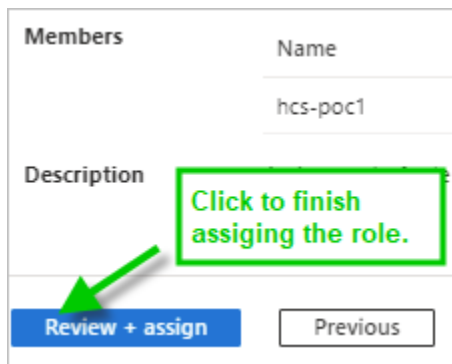 Members
Name
hcs-poc1
Description
Click to finish
assiging the role.
Review + assign
Previous